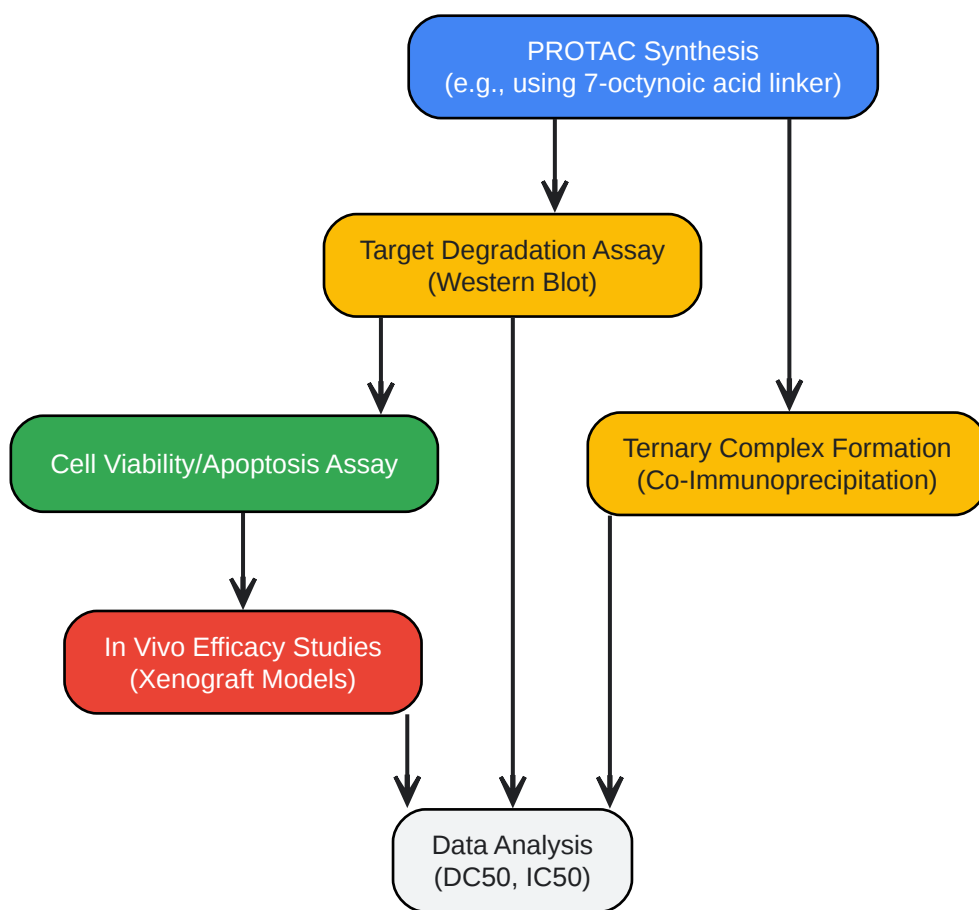 PROTAC Synthesis
(e.g., using 7-octynoic acid linker)
Target Degradation Assay
(Western Blot)
Cell Viability/Apoptosis Assay
Ternary Complex Formation
(Co-Immunoprecipitation)
In Vivo Efficacy Studies
(Xenograft Models)
Data Analysis
(DC50, IC50)